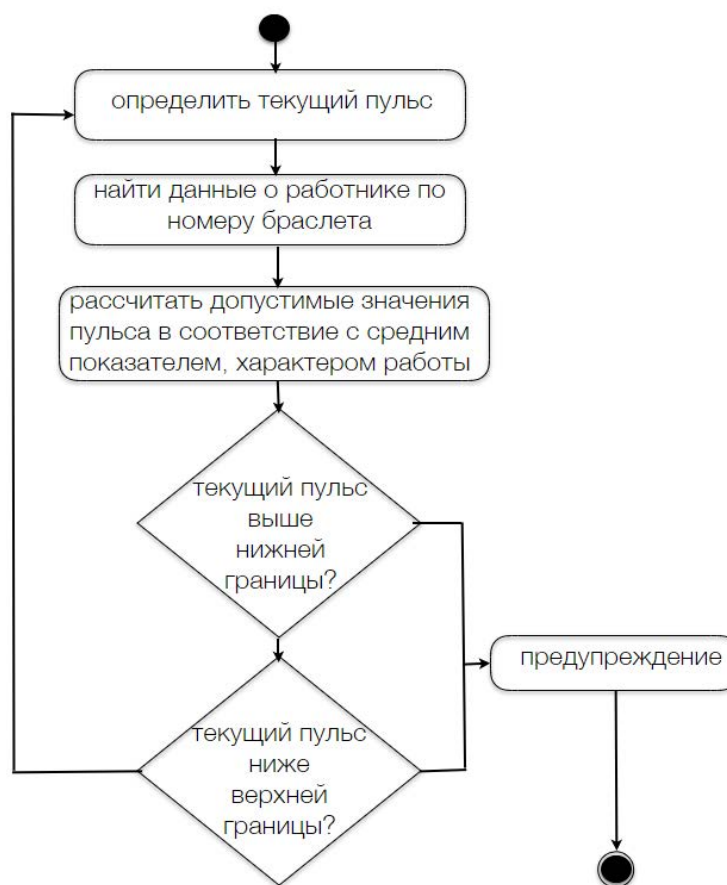 определить текущий пульс
найти данные о работнике по
номеру браслета
рассчитать допустимые значения
пульса в соответствие с средним
показателем, характером работы
текущий пульс
выше
нижней
границы?
предупреждение
текущий пульс
ниже
верхней
границы?